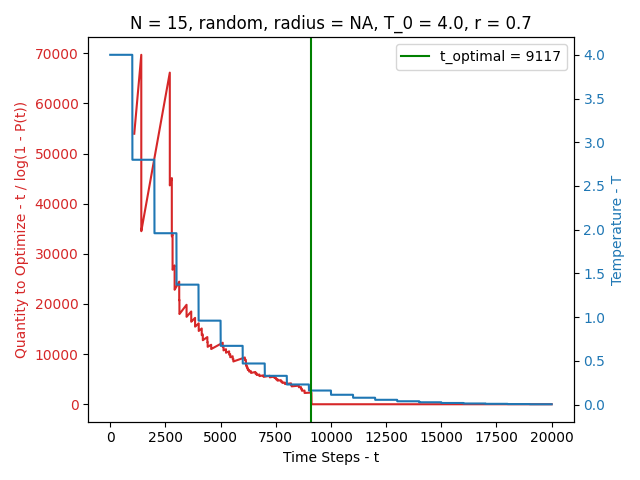 N = 15, random, radius = NA, T_0 = 4.0, r = 0.7
t_optimal = 9117
Quantity to Optimize - t / log(1 - P(t))
70000
60000
50000
40000
30000
20000
10000
0
4.0
3.5
3.0
2.5
2.0
1.5
1.0
0.5
0.0
Temperature - T
0 2500 5000 7500 10000 12500 15000 17500 20000
Time Steps - t